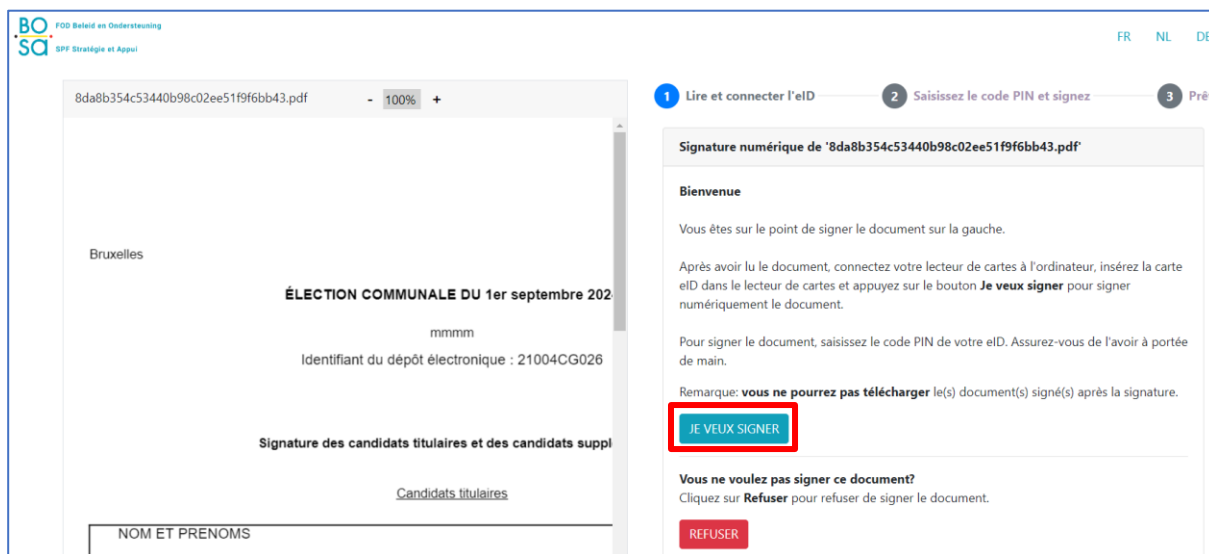 BO FOD Beleid en Ondersteuning
SA SPF Stratégie et Appui
FR NL DE
8da8b354c53440b98c02ee51f9f6bb43.pdf - 100% +
1 Lire et connecter l'eID 2 Saisissez le code PIN et signez 3 Prê
Bruxelles
ÉLECTION COMMUNALE DU 1er septembre 202
mmmm
Identifiant du dépôt électronique : 21004CG026
Signature des candidats titulaires et des candidats suppl
Candidats titulaires
NOM ET PRENOMS
Signature numérique de '8da8b354c53440b98c02ee51f9f6bb43.pdf'
Bienvenue
Vous êtes sur le point de signer le document sur la gauche.
Après avoir lu le document, connectez votre lecteur de cartes à l'ordinateur, insérez la carte
eID dans le lecteur de cartes et appuyez sur le bouton Je veux signer pour signer
numériquement le document.
Pour signer le document, saisissez le code PIN de votre eID. Assurez-vous de l'avoir à portée
de main.
Remarque: vous ne pourrez pas télécharger le(s) document(s) signé(s) après la signature.
JE VEUX SIGNER
Vous ne voulez pas signer ce document?
Cliquez sur Refuser pour refuser de signer le document.
REFUSER